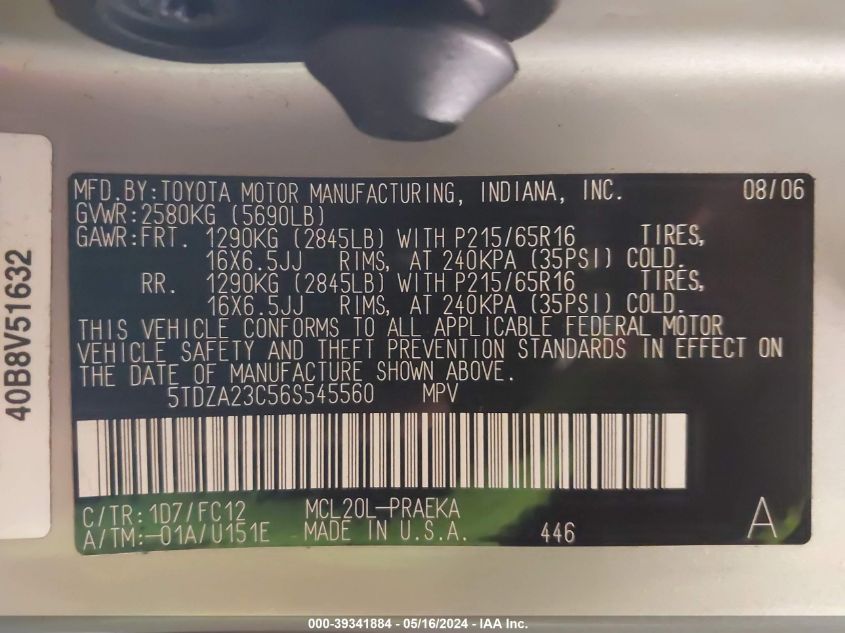 MFD.BY:TOYOTA MOTOR MANUFACTURING, INDIANA, INC. 08/06
GVWR:2580KG (5690LB)
GAWR:FRT. 1290KG (2845LB) WITH P215/65R16 TIRES,
16X6.5JJ RIMS, AT 240KPA (35PSI) COLD.
RR. 1290KG (2845LB) WITH P215/65R16 TIRES,
16X6.5JJ RIMS, AT 240KPA (35PSI) COLD.
THIS VEHICLE CONFORMS TO ALL APPLICABLE FEDERAL MOTOR
VEHICLE SAFETY AND THEFT PREVENTION STANDARDS IN EFFECT ON
THE DATE OF MANUFACTURE SHOWN ABOVE.
5TDZA23C56S545560 MPV
C/TR:1D7/FC12 MCL20L-PRAEKA
A/TM:-01A/U151E MADE IN U.S.A. 446 A
40B8V51632
000-39341884 - 05/16/2024 - IAA Inc.